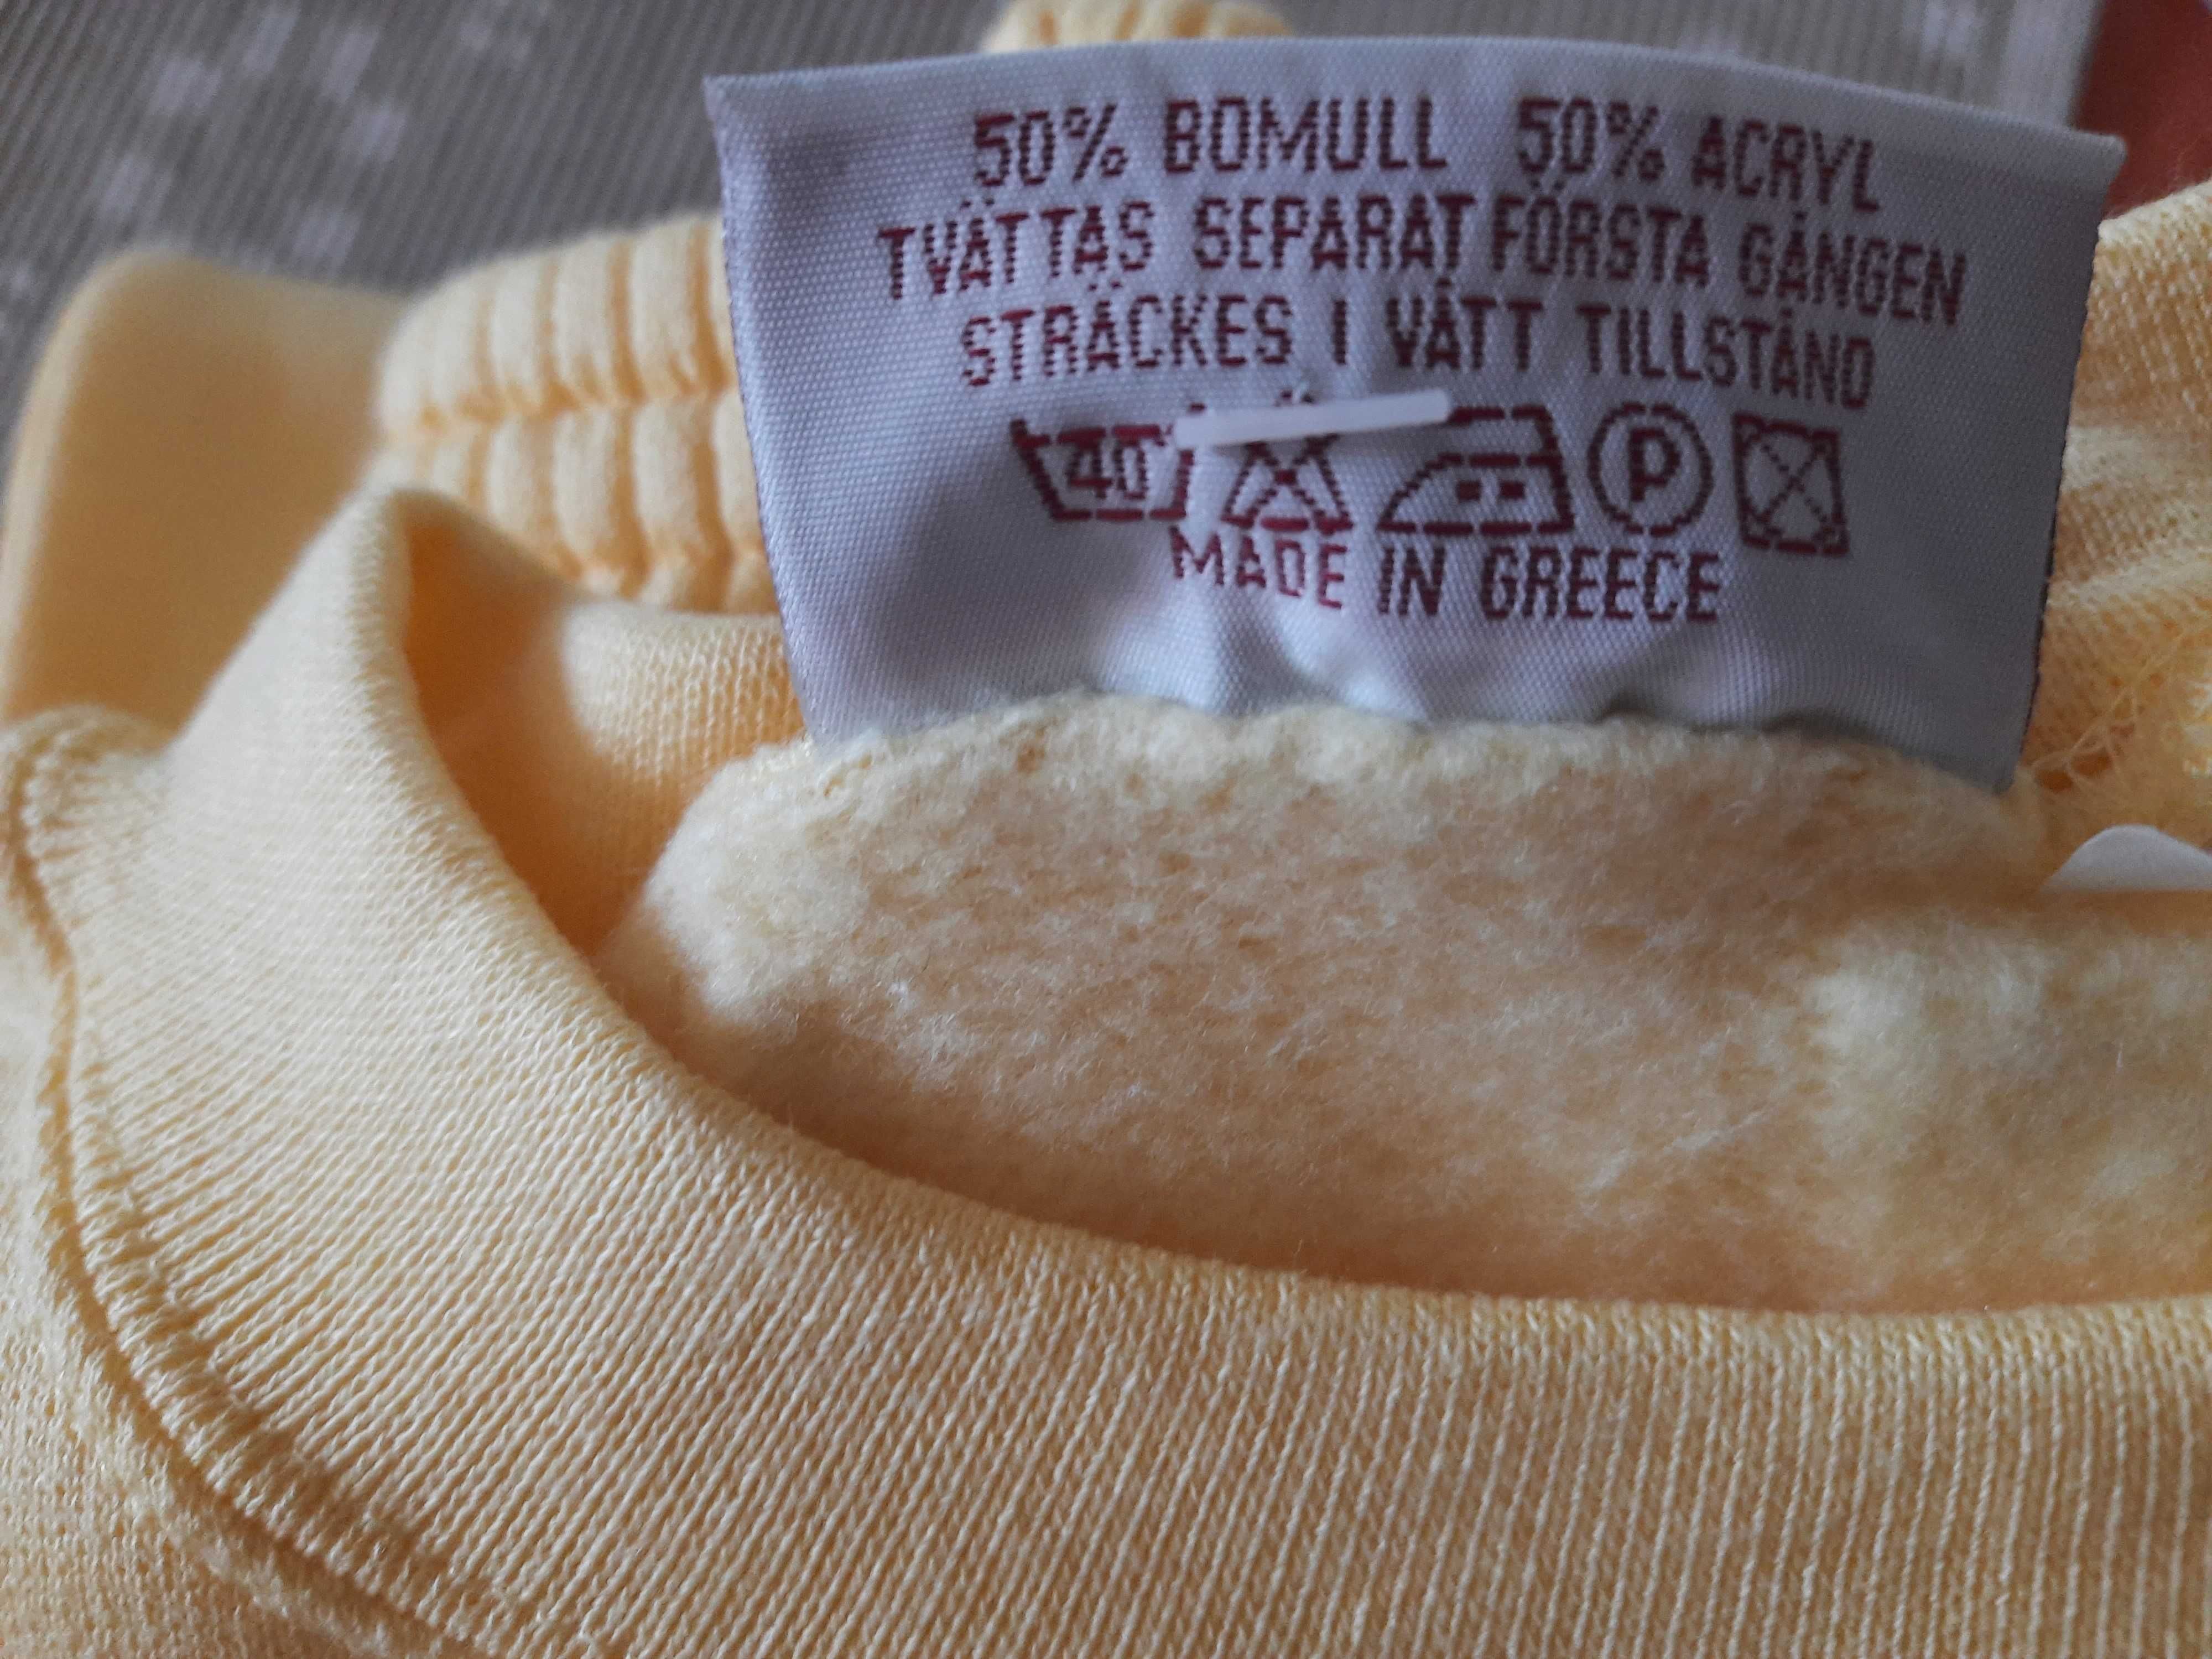 50% BOMULL 50% ACRYL
TVÄTTAS SEPARAT FÖRSTA GÅNGEN
STRÄCKES I VÅTT TILLSTÅND
40 P
MADE IN GREECE